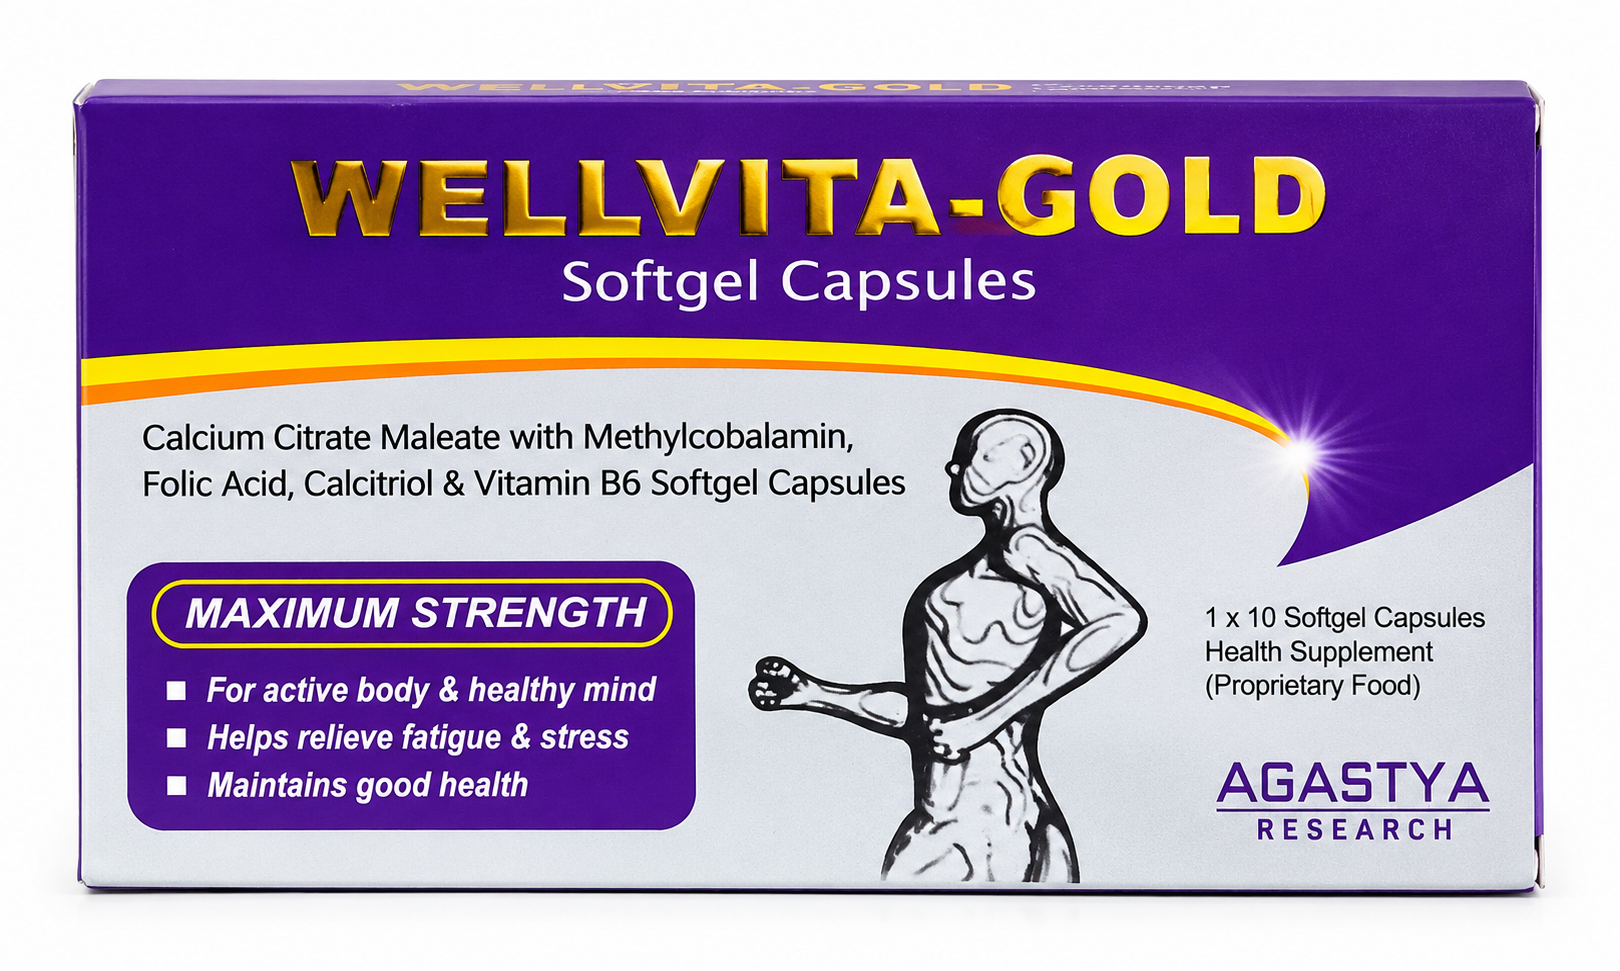 WELLVITA-GOLD
WELLVITA-GOLD
Softgel Capsules
Calcium Citrate Maleate with Methylcobalamin,
Folic Acid, Calcitriol & Vitamin B6 Softgel Capsules
MAXIMUM STRENGTH
For active body & healthy mind
Helps relieve fatigue & stress
Maintains good health
1 x 10 Softgel Capsules
Health Supplement
(Proprietary Food)
AGASTYA
RESEARCH